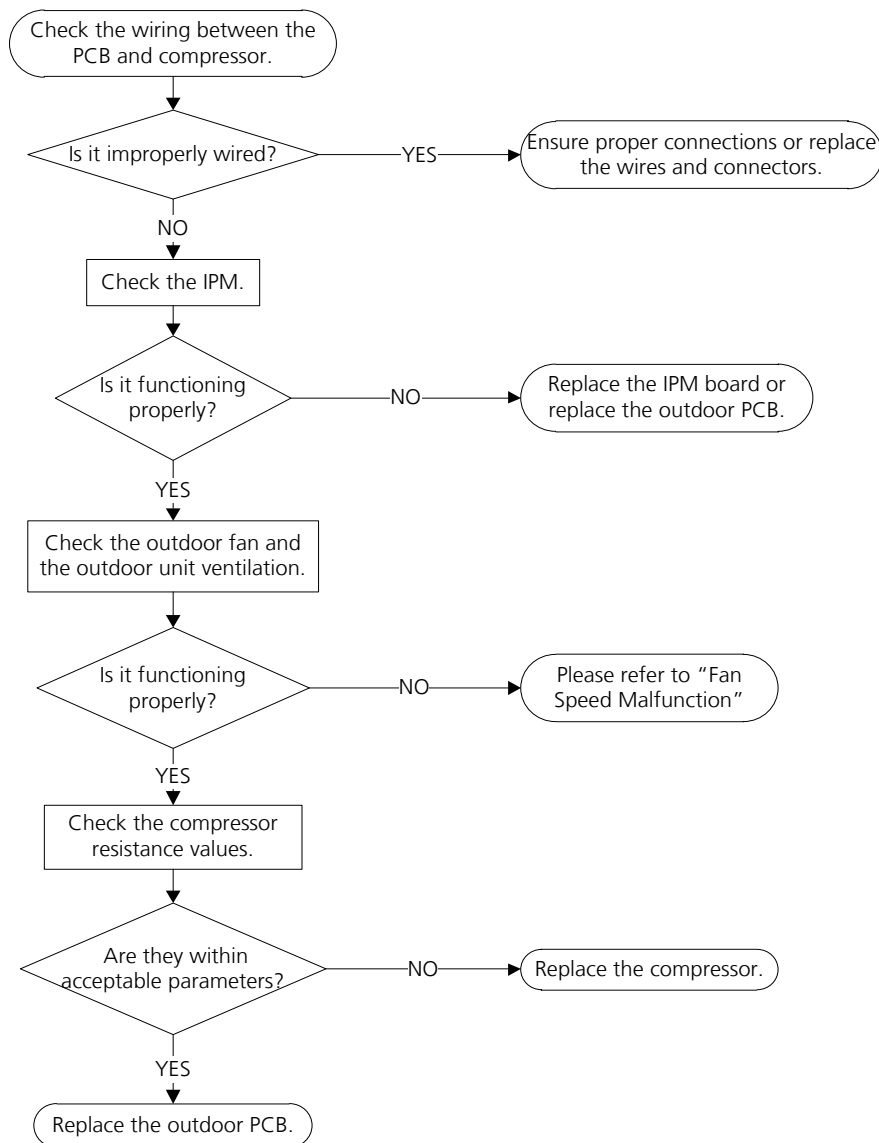 Check the wiring between the
PCB and compressor.
Is it improperly wired?
YES
Ensure proper connections or replace
the wires and connectors.
NO
Check the IPM.
Is it functioning
properly?
NO
Replace the IPM board or
replace the outdoor PCB.
YES
Check the outdoor fan and
the outdoor unit ventilation.
Is it functioning
properly?
NO
Please refer to “Fan
Speed Malfunction”
YES
Check the compressor
resistance values.
Are they within
acceptable parameters?
NO
Replace the compressor.
YES
Replace the outdoor PCB.